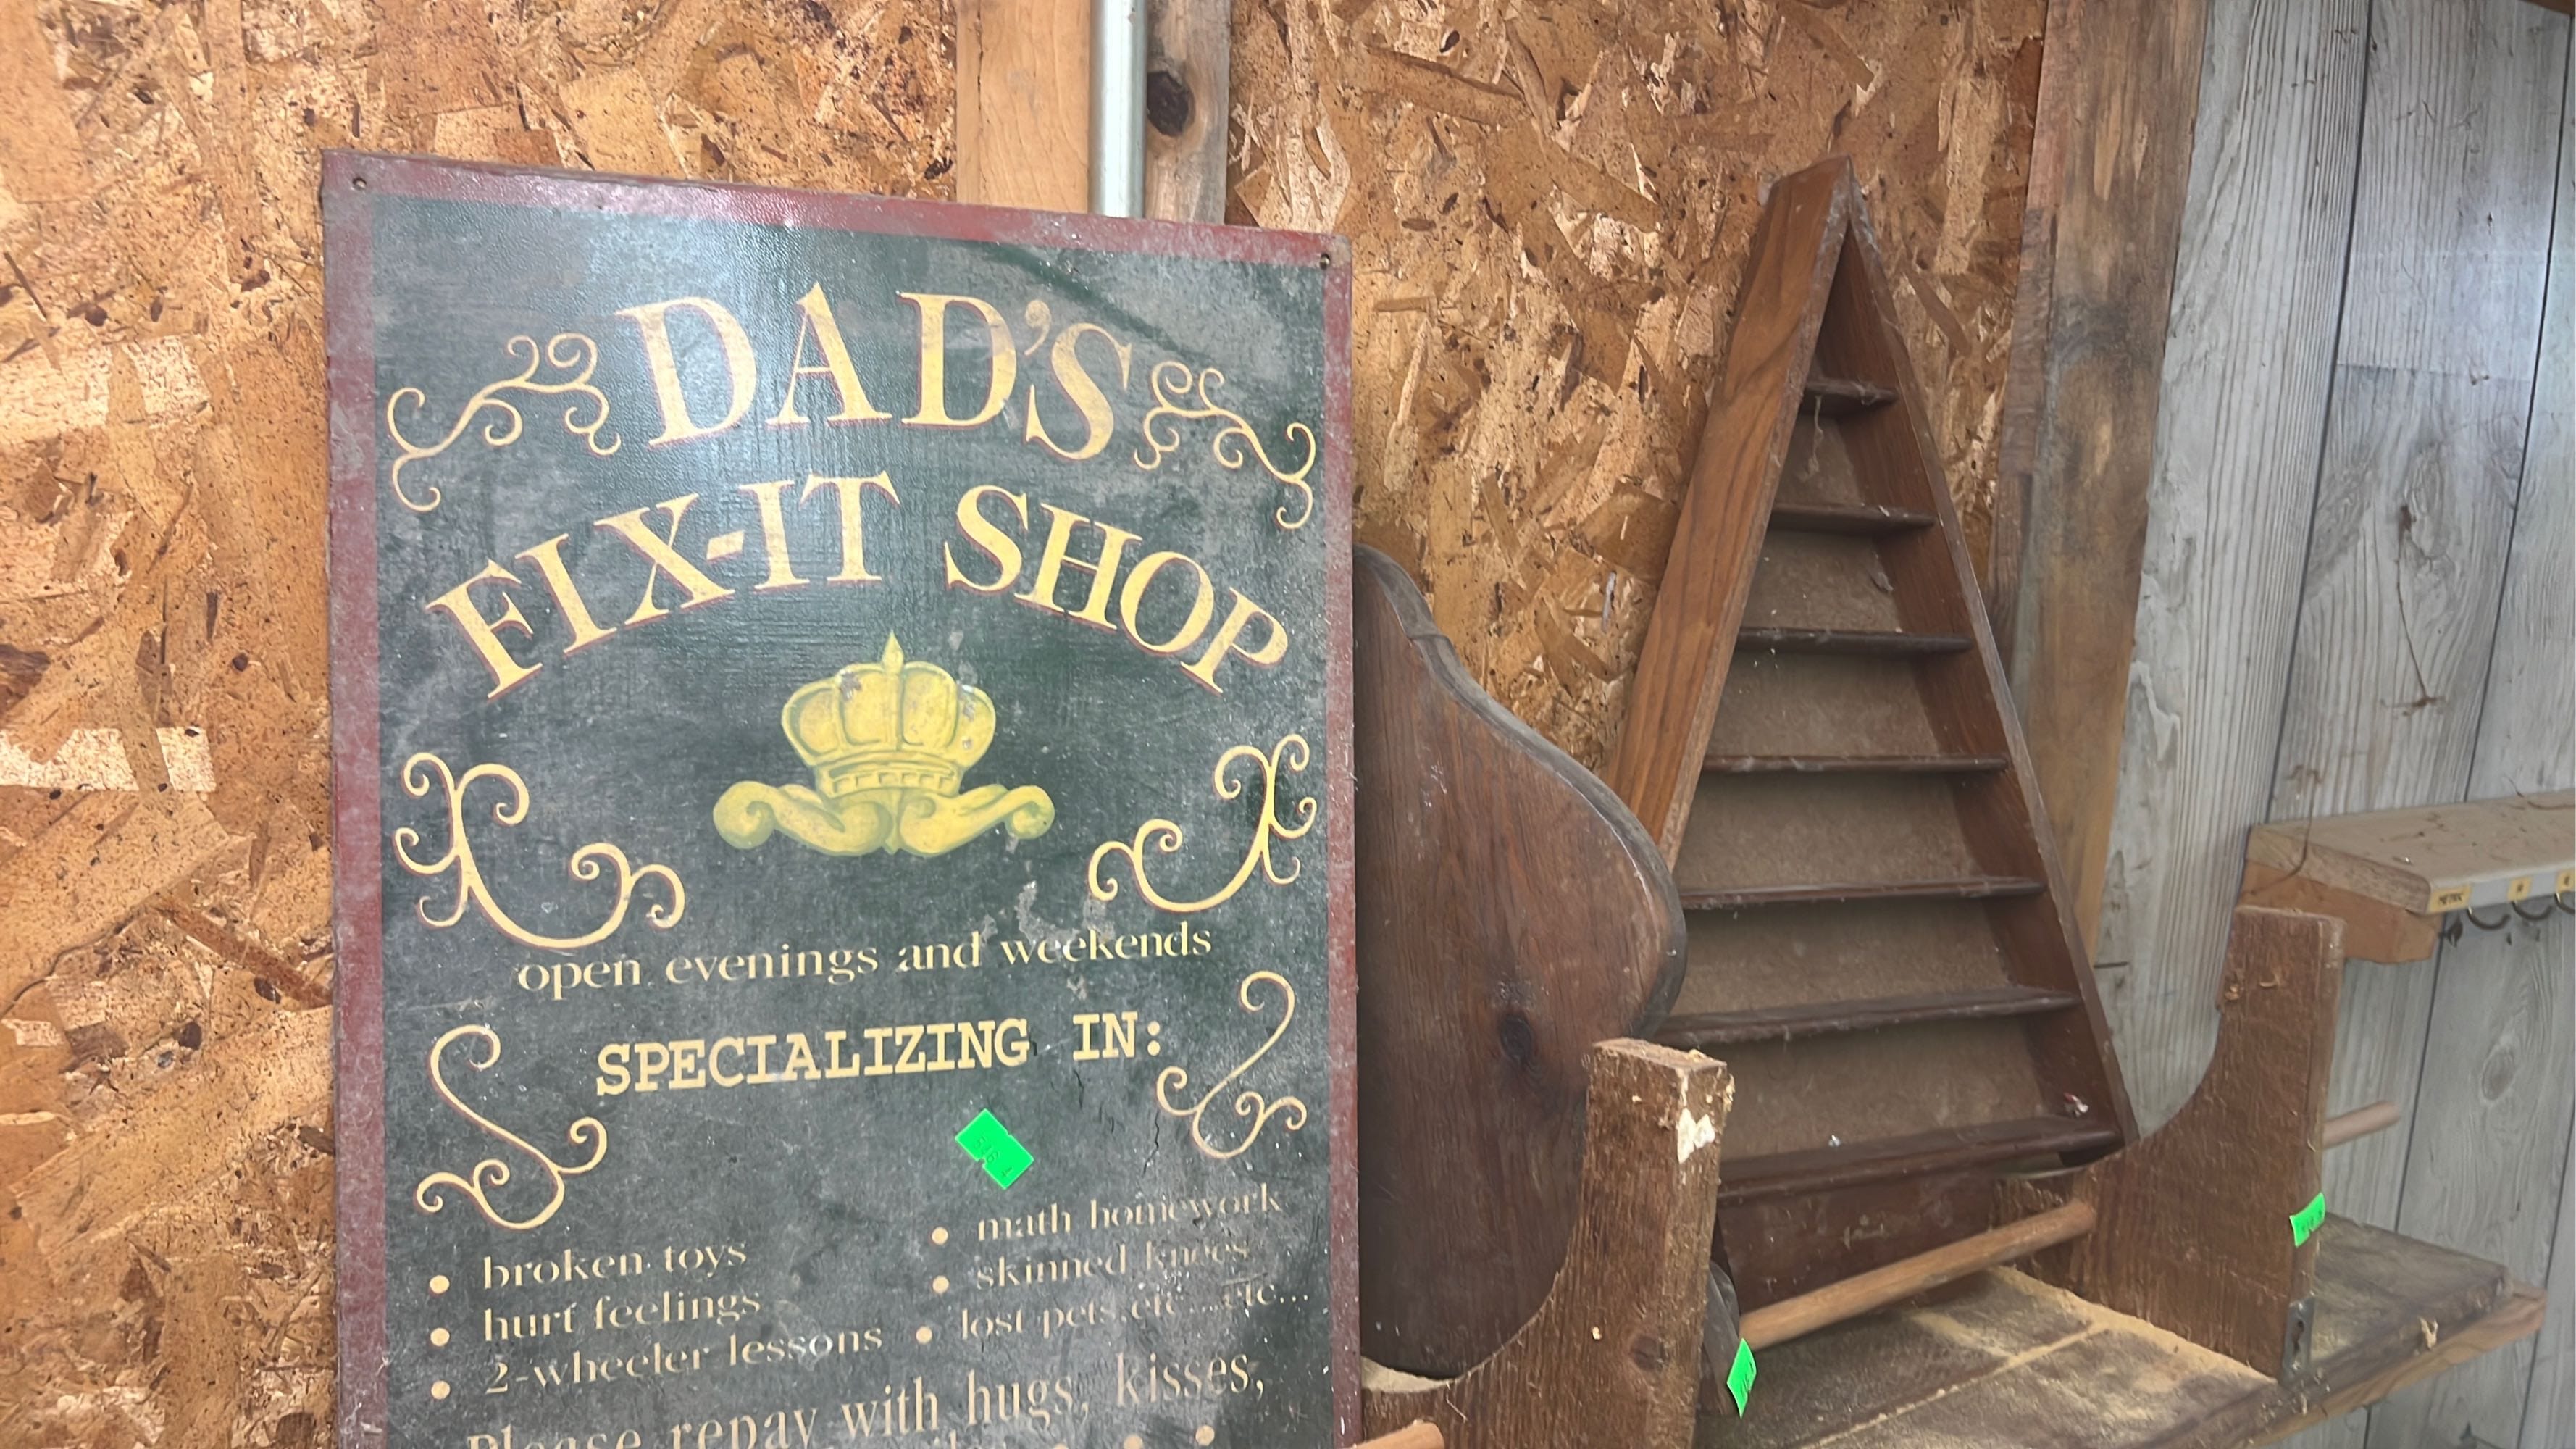 DAD'S
FIX-IT SHOP
open evenings and weekends
SPECIALIZING IN:
• broken toys
• hurt feelings
• 2-wheeler lessons
• math homework
• skinned knees
• lost pets, etc...etc...
Please repay with hugs, kisses,
METRIC